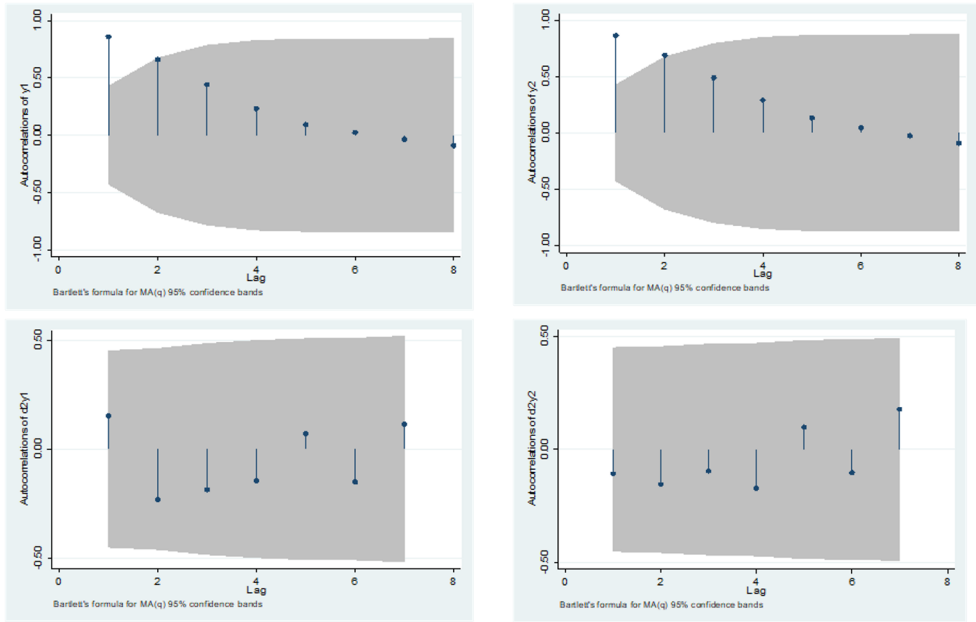 Autocorrelations of y1
1.00
0.50
0.00
-0.50
-1.00
0 2 4 6 8
Lag
Bartlett's formula for MA(q) 95% confidence bands
Autocorrelations of y2
1.00
0.50
0.00
-0.50
-1.00
0 2 4 6 8
Lag
Bartlett's formula for MA(q) 95% confidence bands
Autocorrelations of d2y1
0.50
0.00
-0.50
0 2 4 6 8
Lag
Bartlett's formula for MA(q) 95% confidence bands
Autocorrelations of d2y2
0.50
0.00
-0.50
0 2 4 6 8
Lag
Bartlett's formula for MA(q) 95% confidence bands